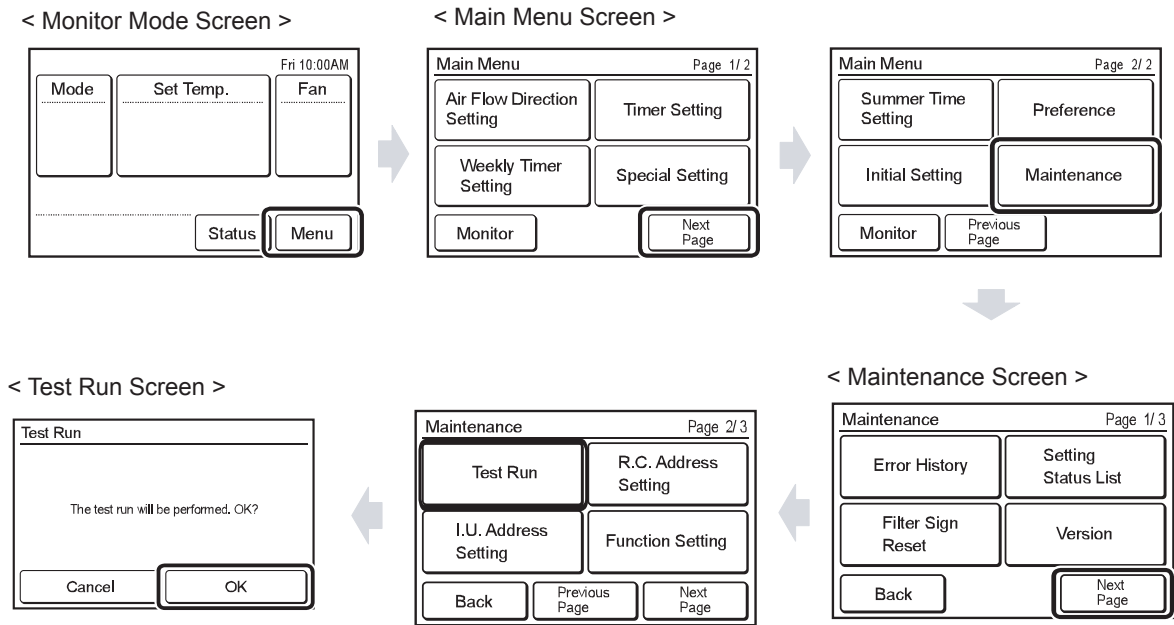 < Monitor Mode Screen >
Fri 10:00AM
Mode
Set Temp.
Fan
Status
Menu
< Main Menu Screen >
Main Menu
Page 1/ 2
Air Flow Direction
Setting
Timer Setting
Weekly Timer
Setting
Special Setting
Monitor
Next
Page
Main Menu
Page 2/ 2
Summer Time
Setting
Preference
Initial Setting
Maintenance
Monitor
Previous
Page
< Maintenance Screen >
Maintenance
Page 1/ 3
Error History
Setting
Status List
Filter Sign
Reset
Version
Back
Next
Page
Maintenance
Page 2/ 3
Test Run
R.C. Address
Setting
I.U. Address
Setting
Function Setting
Back
Previous
Page
Next
Page
< Test Run Screen >
Test Run
The test run will be performed. OK?
Cancel
OK